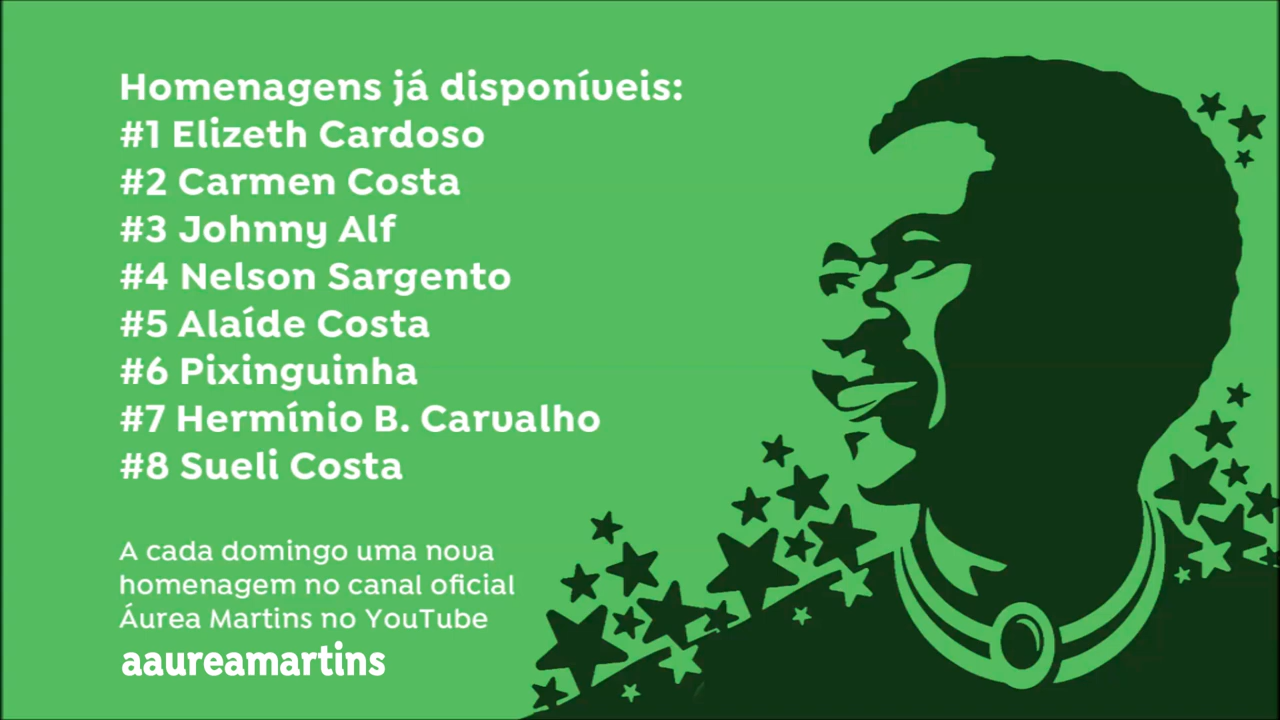 Homenagens já disponíveis:
#1 Elizeth Cardoso
#2 Carmen Costa
#3 Johnny Alf
#4 Nelson Sargento
#5 Alaíde Costa
#6 Pixinguinha
#7 Hermínio B. Carvalho
#8 Sueli Costa
A cada domingo uma nova
homenagem no canal oficial
Áurea Martins no YouTube
aaureamartins